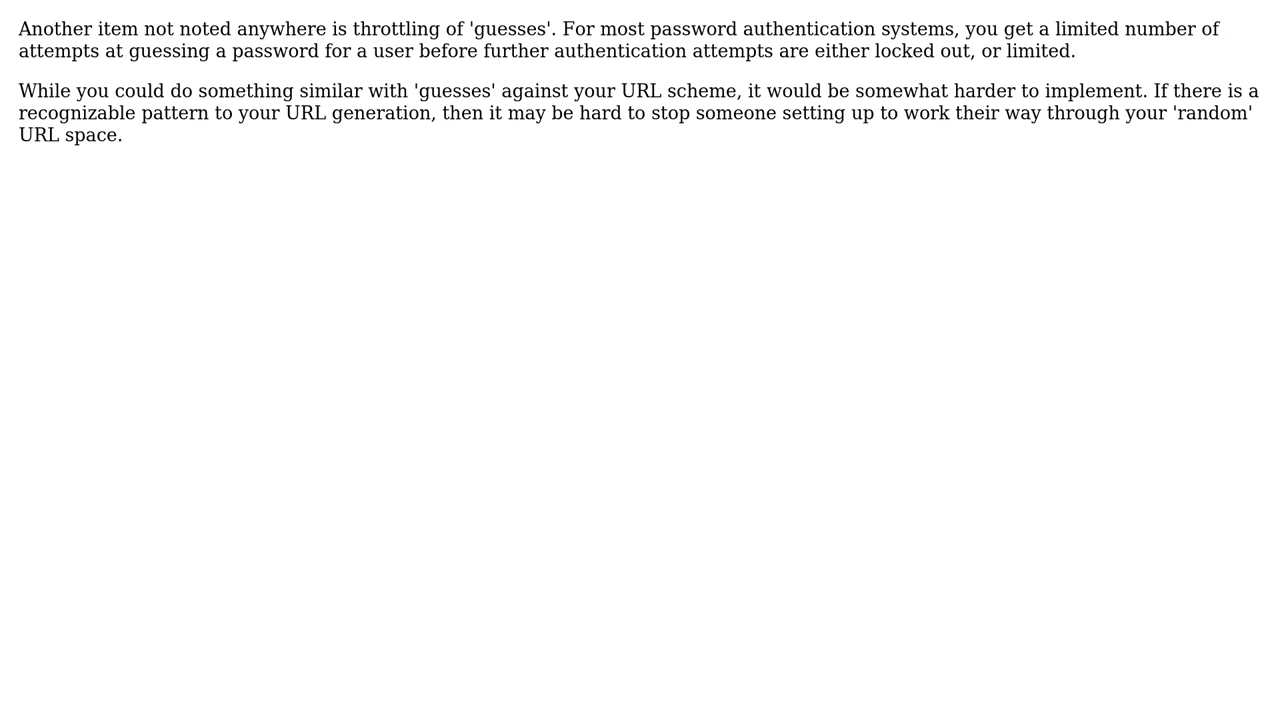 Another item not noted anywhere is throttling of 'guesses'. For most password authentication systems, you get a limited number of
attempts at guessing a password for a user before further authentication attempts are either locked out, or limited.
While you could do something similar with 'guesses' against your URL scheme, it would be somewhat harder to implement. If there is a
recognizable pattern to your URL generation, then it may be hard to stop someone setting up to work their way through your 'random'
URL space.